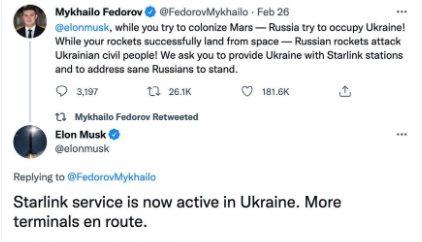 Mykhailo Fedorov @FedorovMykhailo · Feb 26
@elonmusk, while you try to colonize Mars — Russia try to occupy Ukraine!
While your rockets successfully land from space — Russian rockets attack
Ukrainian civil people! We ask you to provide Ukraine with Starlink stations
and to address sane Russians to stand.
3,197 26.1K 181.6K
Mykhailo Fedorov Retweeted
Elon Musk
@elonmusk
Replying to @FedorovMykhailo
Starlink service is now active in Ukraine. More
terminals en route.